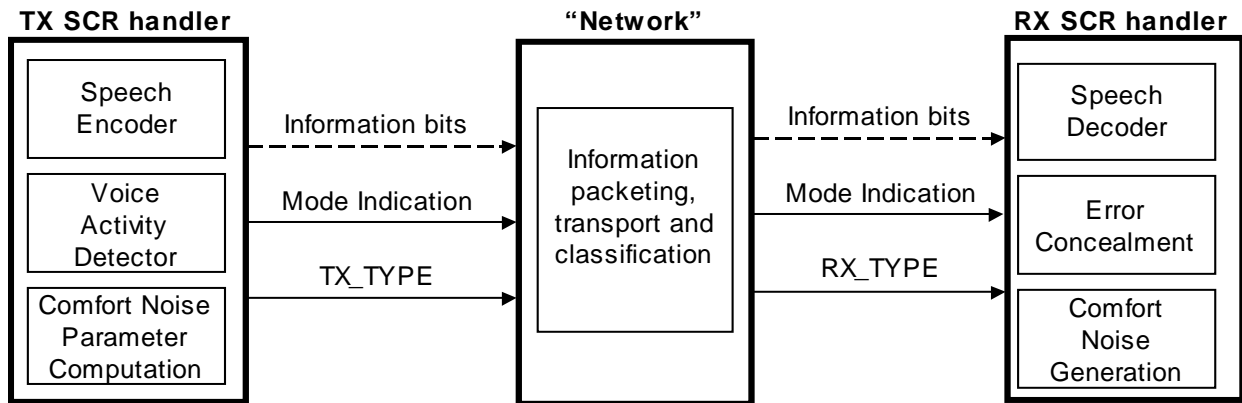 TX SCR handler
“Network”
RX SCR handler
Speech
Encoder
Voice
Activity
Detector
Comfort Noise
Parameter
Computation
Information bits
Mode Indication
TX_TYPE
Information
packeting,
transport and
classification
Information bits
Mode Indication
RX_TYPE
Speech
Decoder
Error
Concealment
Comfort
Noise
Generation